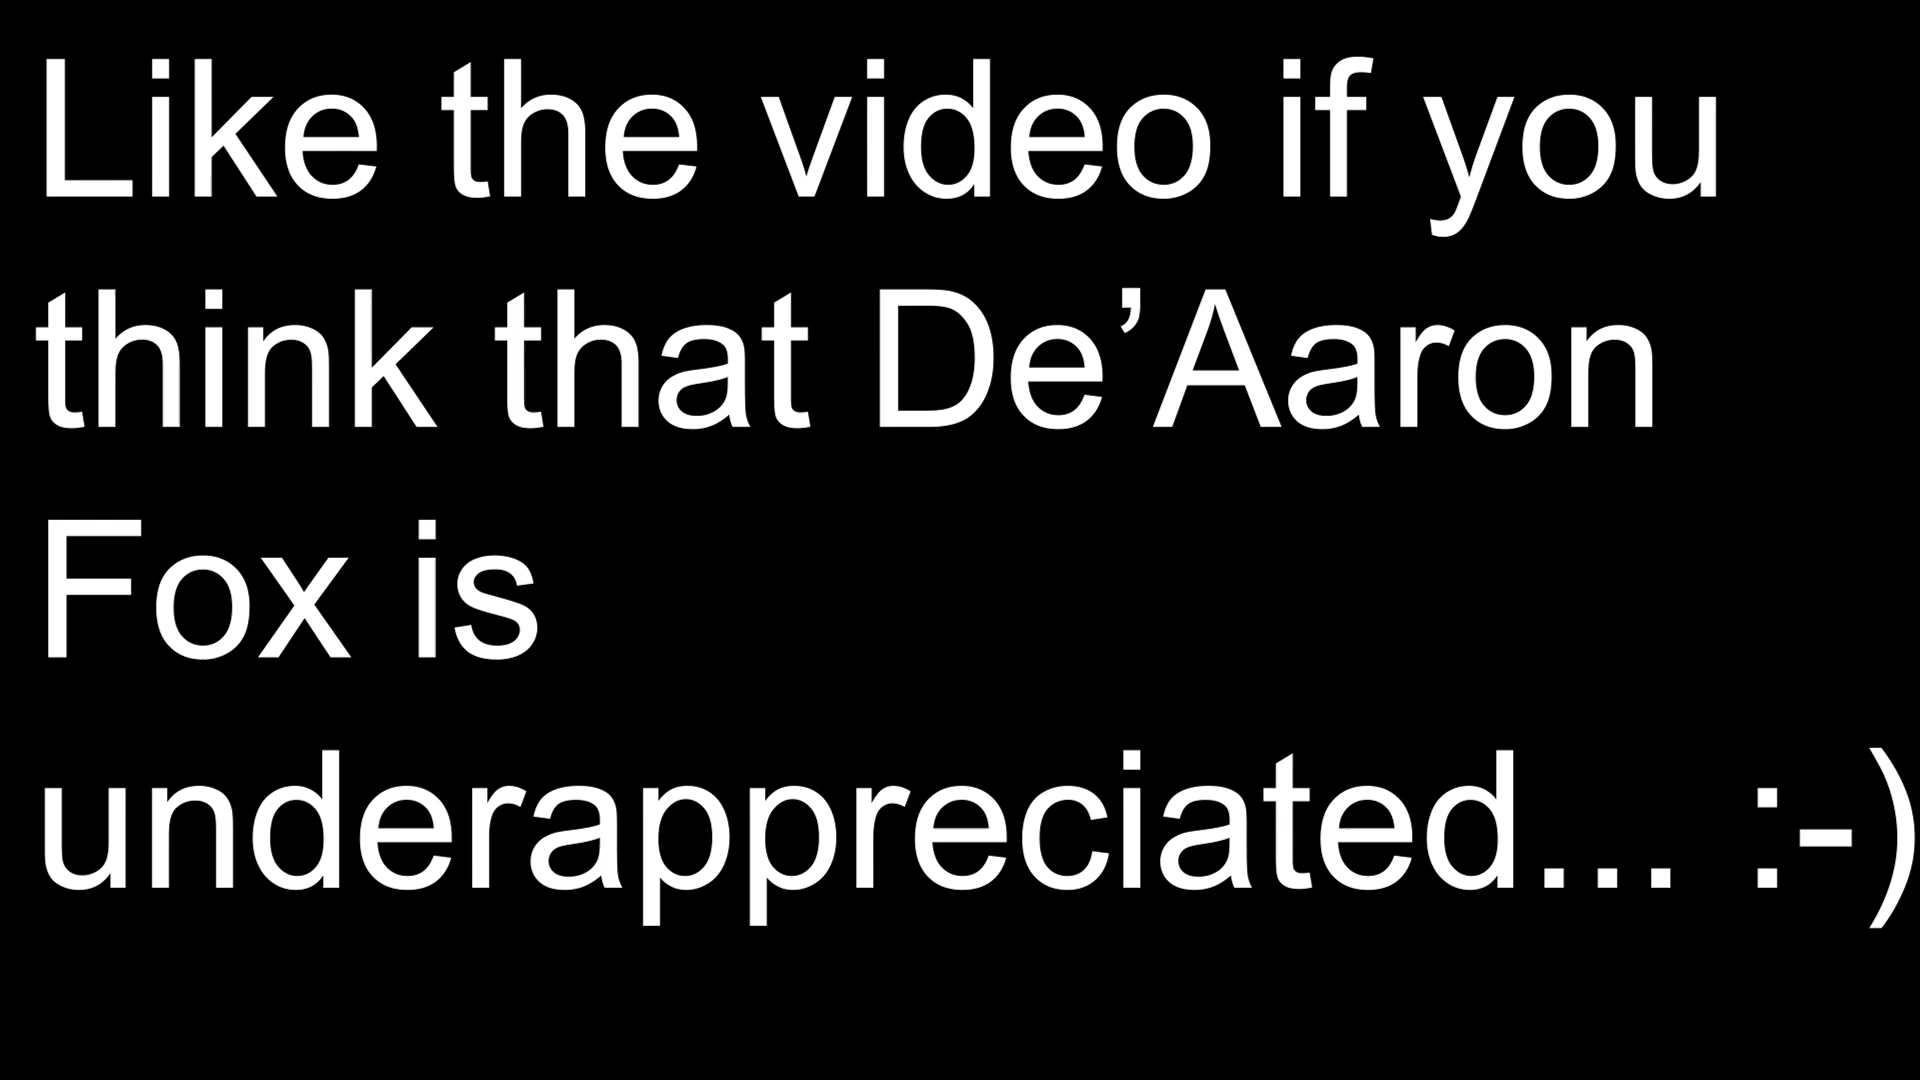 Like the video if you
think that De’Aaron
Fox is
underappreciated... :-)